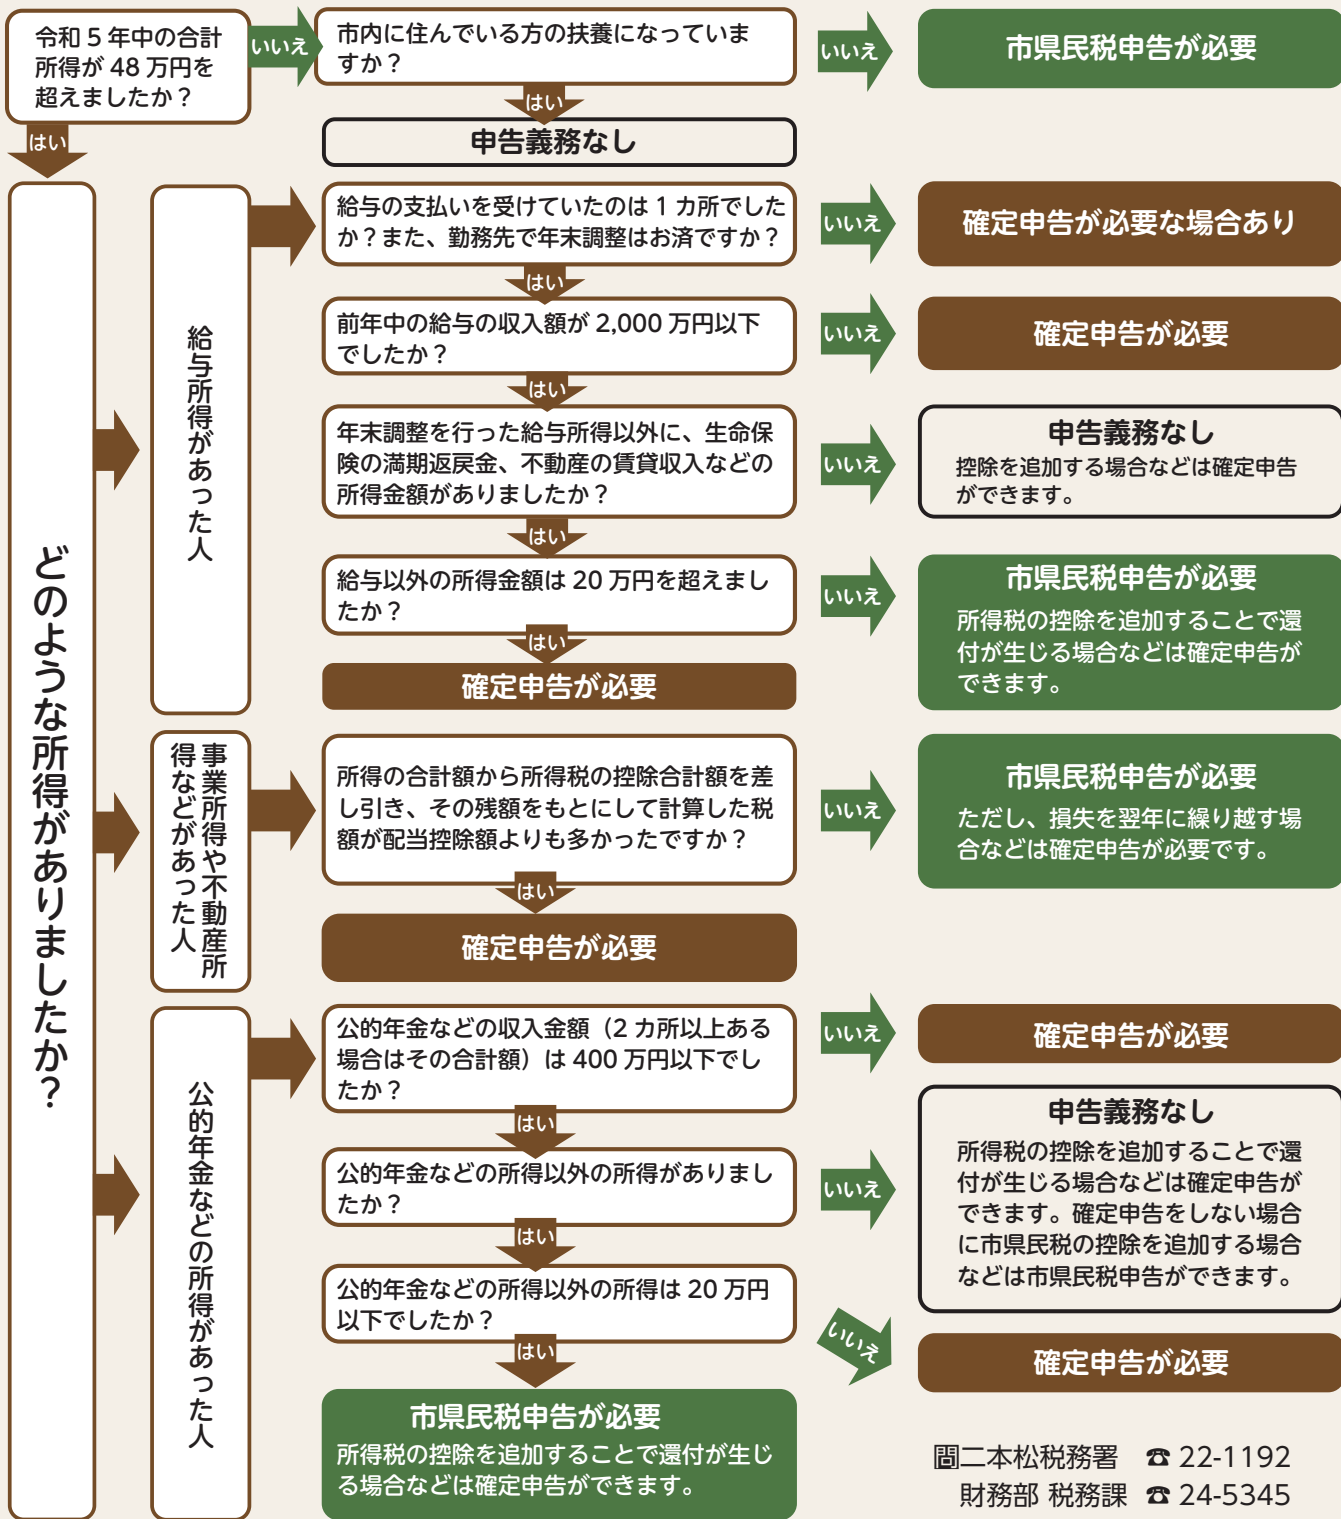 令和 5 年中の合計
所得が 48 万円を
超えましたか？
いいえ
市内に住んでいる方の扶養になっていま
すか？
いいえ
市県民税申告が必要
はい
はい
申告義務なし
どのような所得がありましたか？
給与所得があった人
給与の支払いを受けていたのは 1 カ所でした
か？また、勤務先で年末調整はお済ですか？
いいえ
確定申告が必要な場合あり
はい
前年中の給与の収入額が 2,000 万円以下
でしたか？
いいえ
確定申告が必要
はい
年末調整を行った給与所得以外に、生命保
険の満期返戻金、不動産の賃貸収入などの
所得金額がありましたか？
いいえ
申告義務なし
控除を追加する場合などは確定申告
ができます。
はい
給与以外の所得金額は 20 万円を超えまし
たか？
いいえ
市県民税申告が必要
所得税の控除を追加することで還
付が生じる場合などは確定申告が
できます。
はい
確定申告が必要
事業所得や不動産所
得などがあった人
所得の合計額から所得税の控除合計額を差
し引き、その残額をもとにして計算した税
額が配当控除額よりも多かったですか？
いいえ
市県民税申告が必要
ただし、損失を翌年に繰り越す場
合などは確定申告が必要です。
はい
確定申告が必要
公的年金などの所得があった人
公的年金などの収入金額（2 カ所以上ある
場合はその合計額）は 400 万円以下でし
たか？
いいえ
確定申告が必要
はい
公的年金などの所得以外の所得がありまし
たか？
いいえ
申告義務なし
所得税の控除を追加することで還
付が生じる場合などは確定申告が
できます。確定申告をしない場合
に市県民税の控除を追加する場合
などは市県民税申告ができます。
はい
公的年金などの所得以外の所得は 20 万円
以下でしたか？
いいえ
確定申告が必要
はい
市県民税申告が必要
所得税の控除を追加することで還付が生じ
る場合などは確定申告ができます。
問二本松税務署 ☎ 22-1192
財務部 税務課 ☎ 24-5345